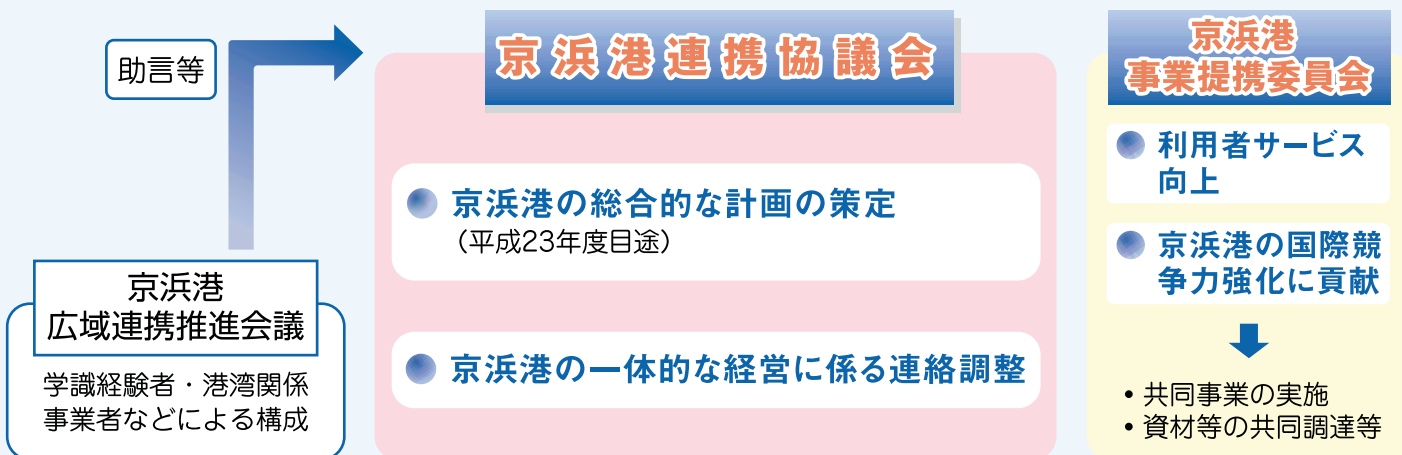 助言等
京浜港
広域連携推進会議
学識経験者・港湾関係
事業者などによる構成
京浜港連携協議会
京浜港の総合的な計画の策定
（平成23年度目途）
京浜港の一体的な経営に係る連絡調整
京浜港
事業提携委員会
利用者サービス
向上
京浜港の国際競
争力強化に貢献
・共同事業の実施
・資材等の共同調達等